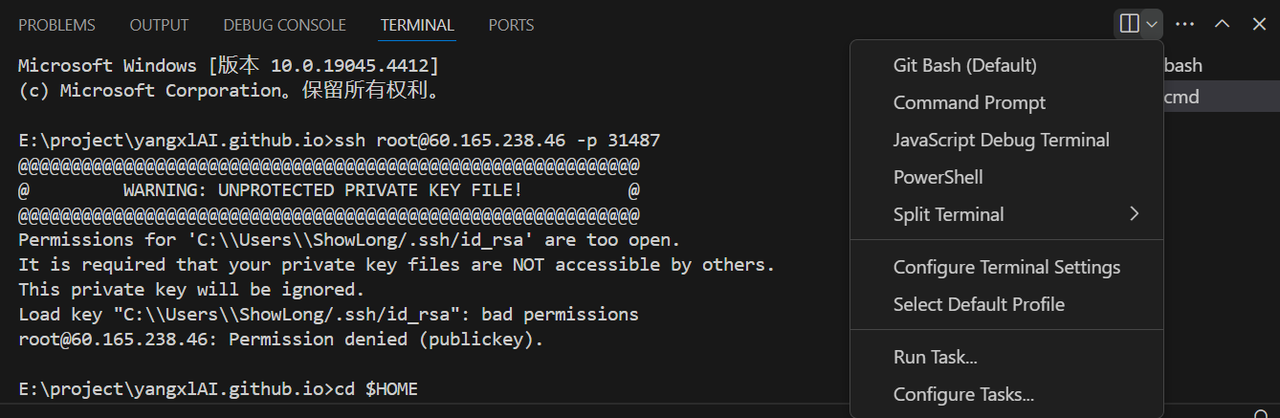 PROBLEMS OUTPUT DEBUG CONSOLE TERMINAL PORTS
Microsoft Windows [版本 10.0.19045.4412]
(c) Microsoft Corporation。保留所有权利。
E:\project\yangxlAI.github.io>ssh root@60.165.238.46 -p 31487
@@@@@@@@@@@@@@@@@@@@@@@@@@@@@@@@@@@@@@@@@@@@@@@@@@@@@@@@@@@
@ WARNING: UNPROTECTED PRIVATE KEY FILE! @
@@@@@@@@@@@@@@@@@@@@@@@@@@@@@@@@@@@@@@@@@@@@@@@@@@@@@@@@@@@
Permissions for 'C:\\Users\\ShowLong/.ssh/id_rsa' are too open.
It is required that your private key files are NOT accessible by others.
This private key will be ignored.
Load key "C:\\Users\\ShowLong/.ssh/id_rsa": bad permissions
root@60.165.238.46: Permission denied (publickey).
E:\project\yangxlAI.github.io>cd $HOME
Git Bash (Default)
Command Prompt
JavaScript Debug Terminal
PowerShell
Split Terminal
Configure Terminal Settings
Select Default Profile
Run Task...
Configure Tasks...
bash
cmd